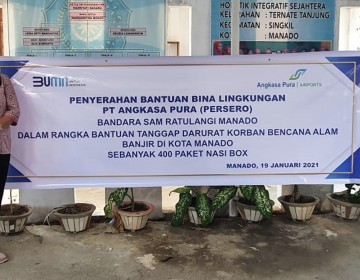 HOLISTIK INTEGRATIF SEJAHTERA
KELURAHAN : TERNATE TANJUNG
KECAMATAN : SINGKIL
KOTA : MANADO
BUMN
Angkasa Pura | AIRPORTS
PENYERAHAN BANTUAN BINA LINGKUNGAN
PT ANGKASA PURA (PERSERO)
BANDARA SAM RATULANGI MANADO
DALAM RANGKA BANTUAN TANGGAP DARURAT KORBAN BENCANA ALAM
BANJIR DI KOTA MANADO
SEBANYAK 400 PAKET NASI BOX
MANADO, 19 JANUARI 2021